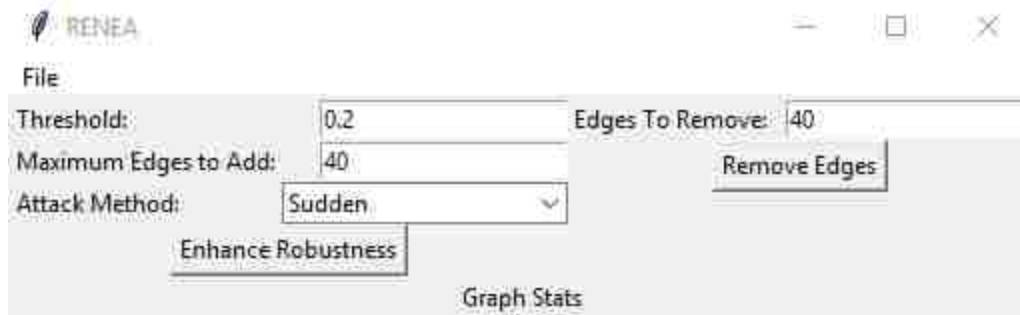 RENEA
File
Threshold: 0.2 Edges To Remove: 40
Maximum Edges to Add: 40 Remove Edges
Attack Method: Sudden
Enhance Robustness
Graph Stats